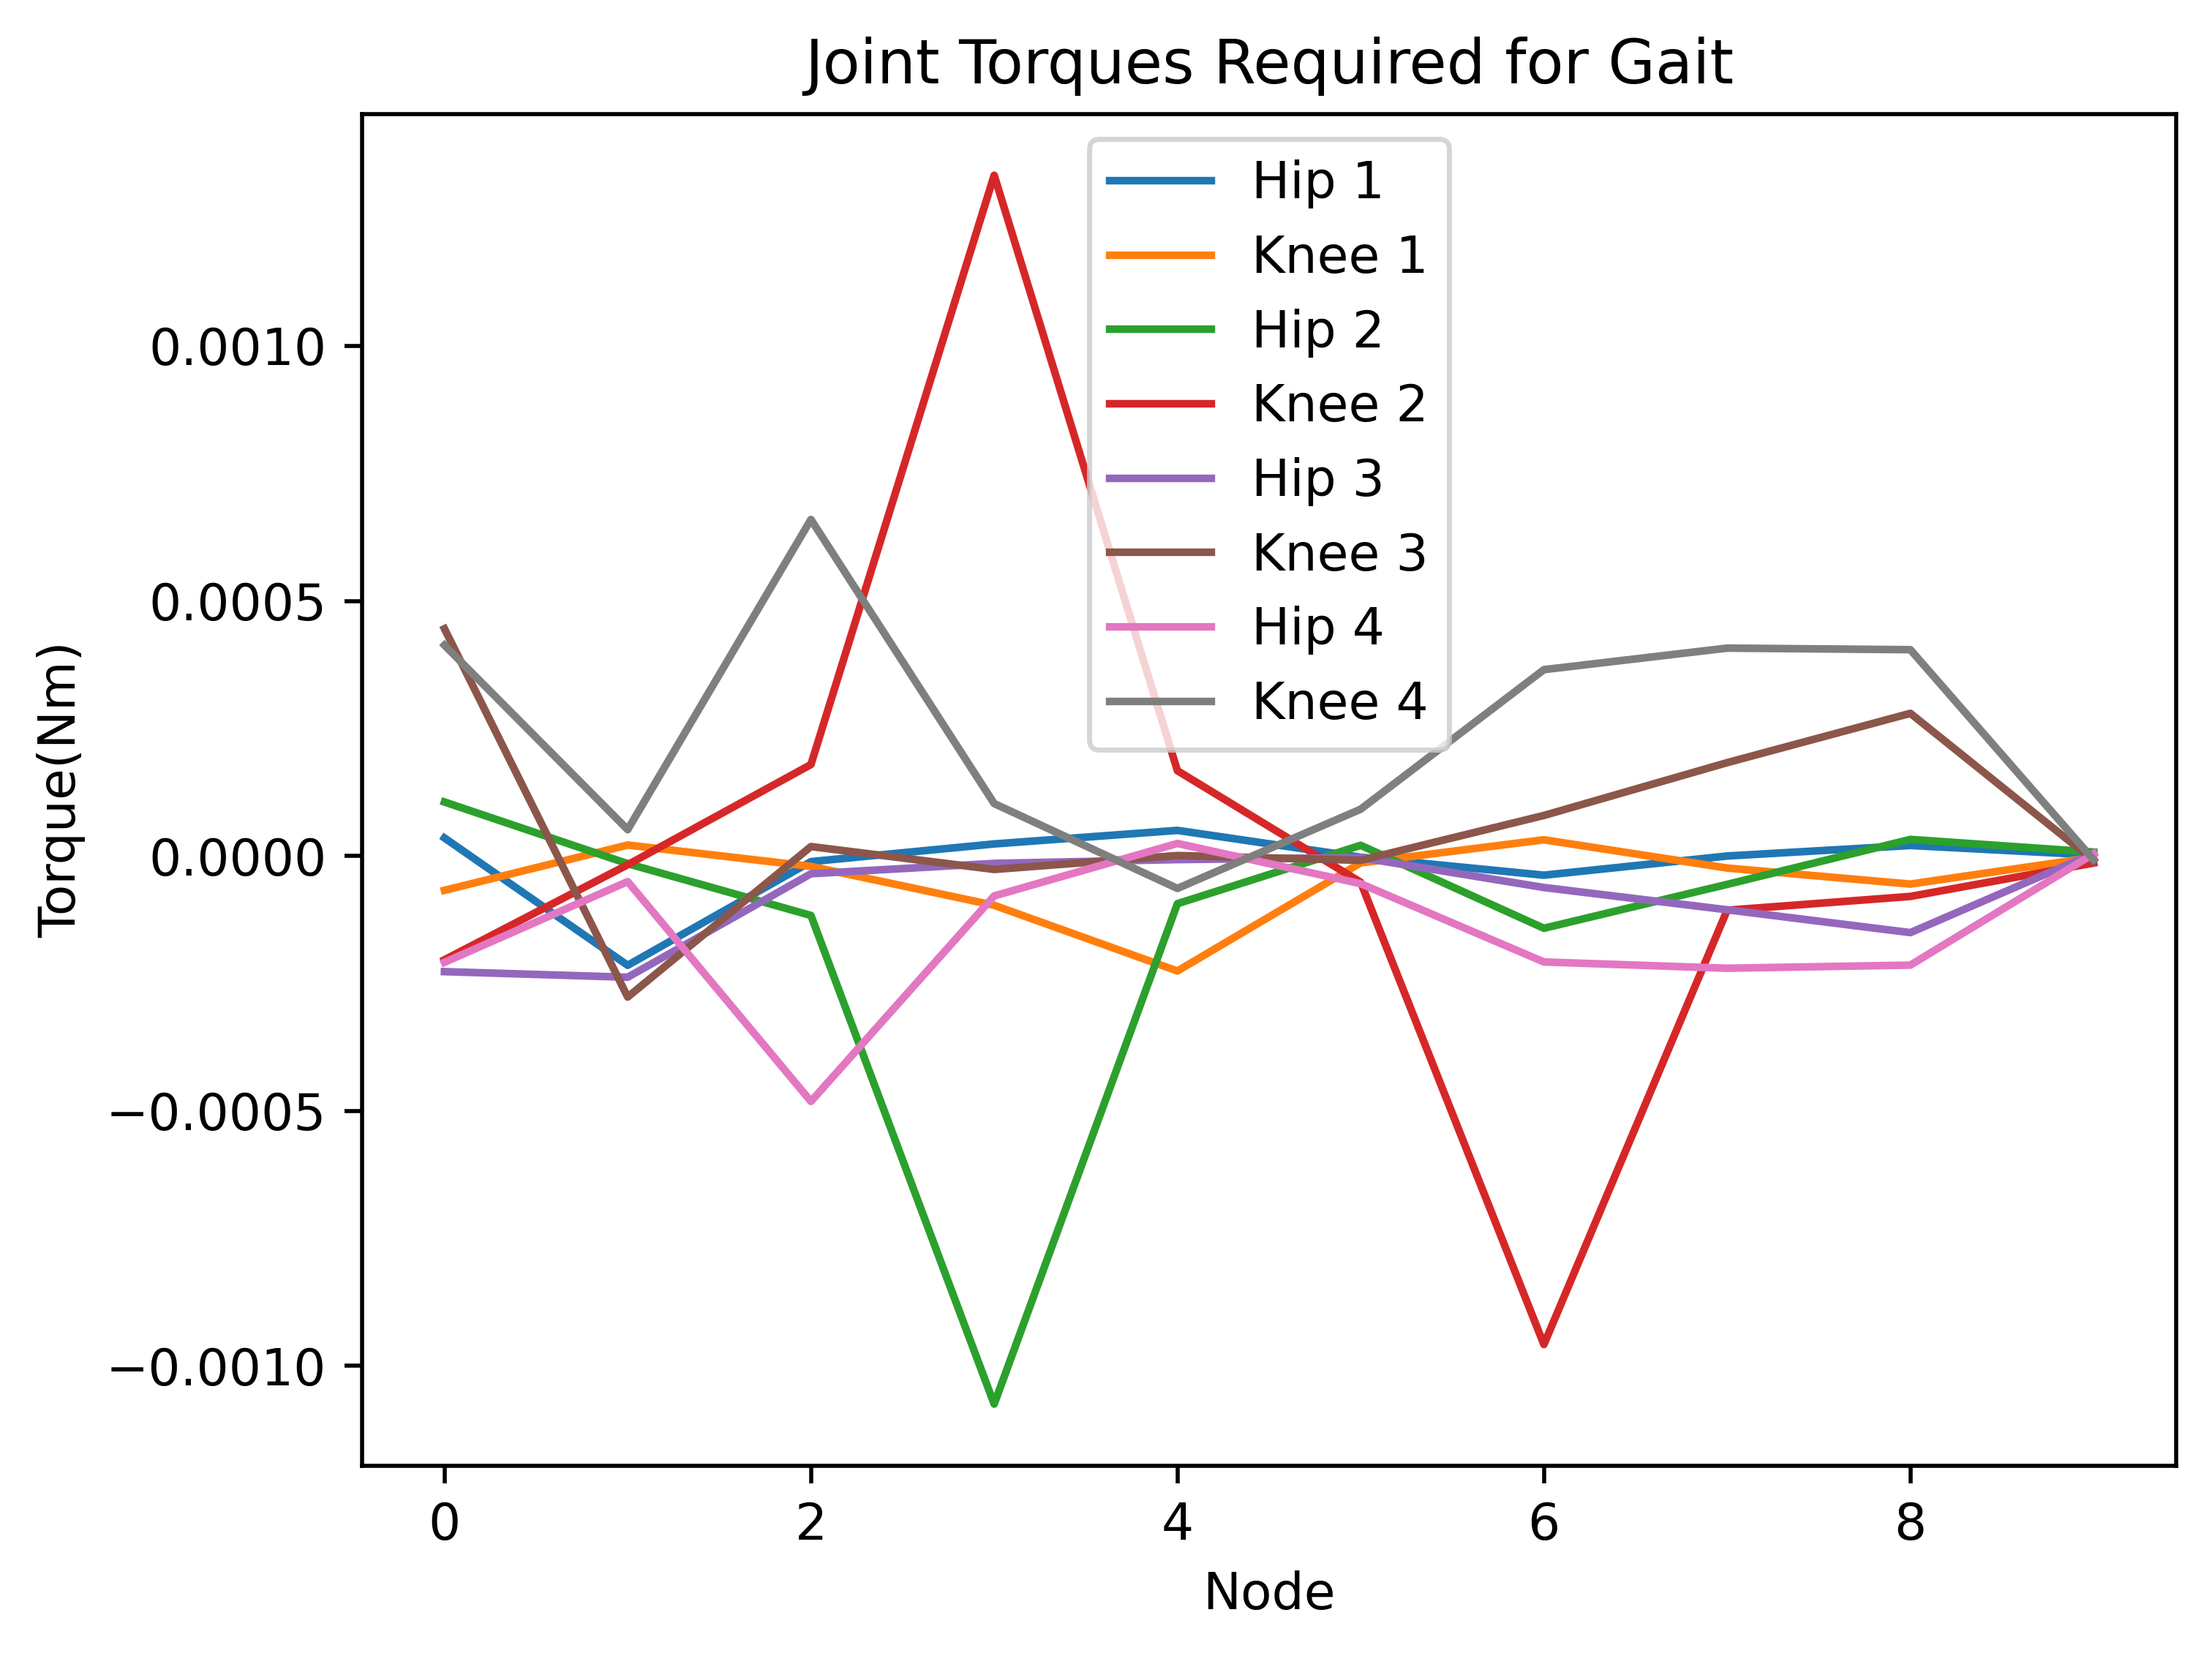 Joint Torques Required for Gait
Hip 1
Knee 1
Hip 2
Knee 2
Hip 3
Knee 3
Hip 4
Knee 4
Torque(Nm)
0.0010
0.0005
0.0000
−0.0005
−0.0010
0 2 4 6 8
Node